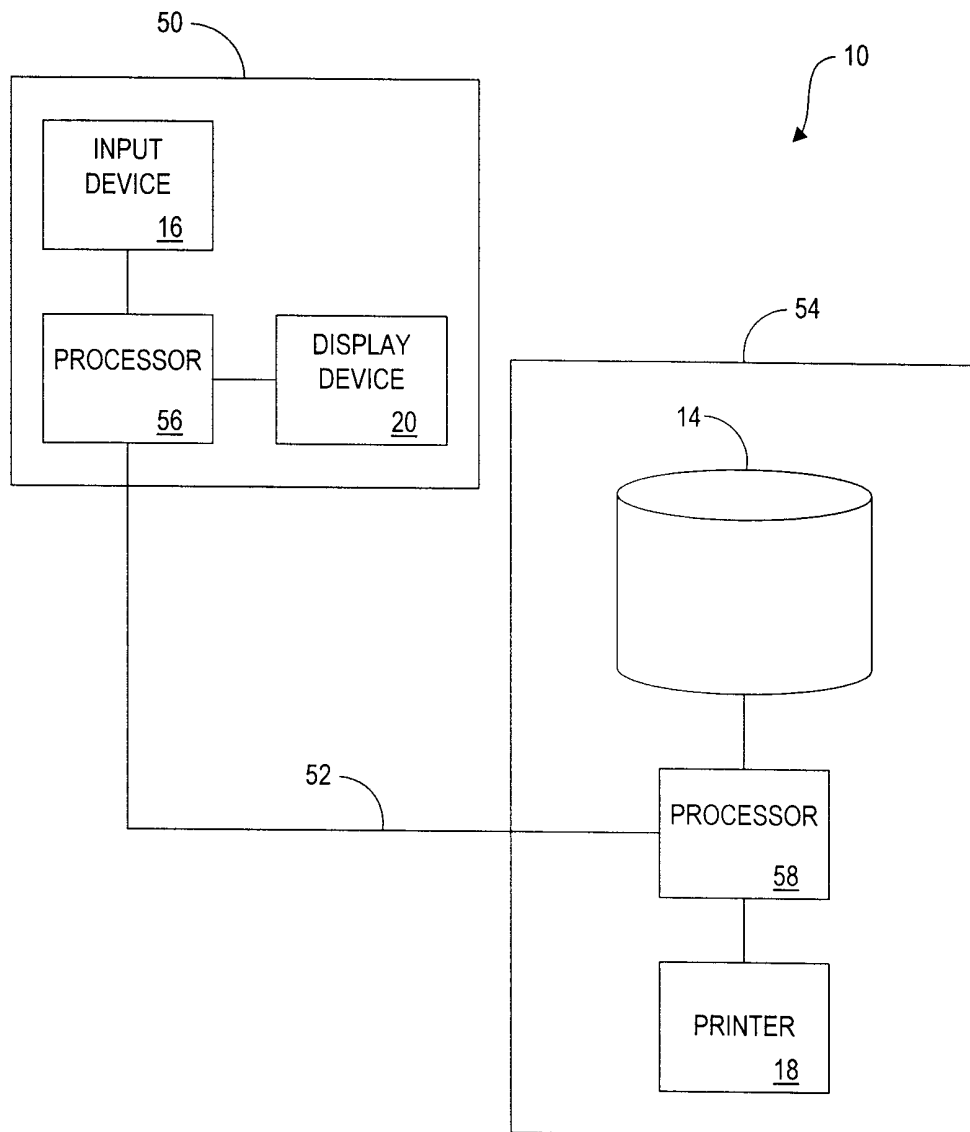 50
10
INPUT
DEVICE
16
54
PROCESSOR
56
DISPLAY
DEVICE
20
14
52
PROCESSOR
58
PRINTER
18